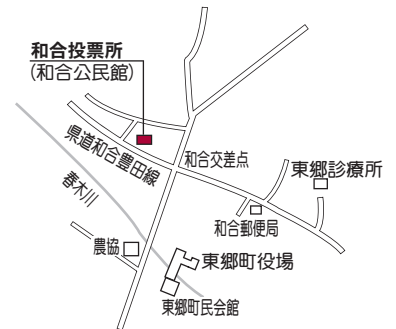 和合投票所
(和合公民館)
県道和合豊田線
和合交差点
東郷診療所
春木川
和合郵便局
農協
東郷町役場
東郷町民会館